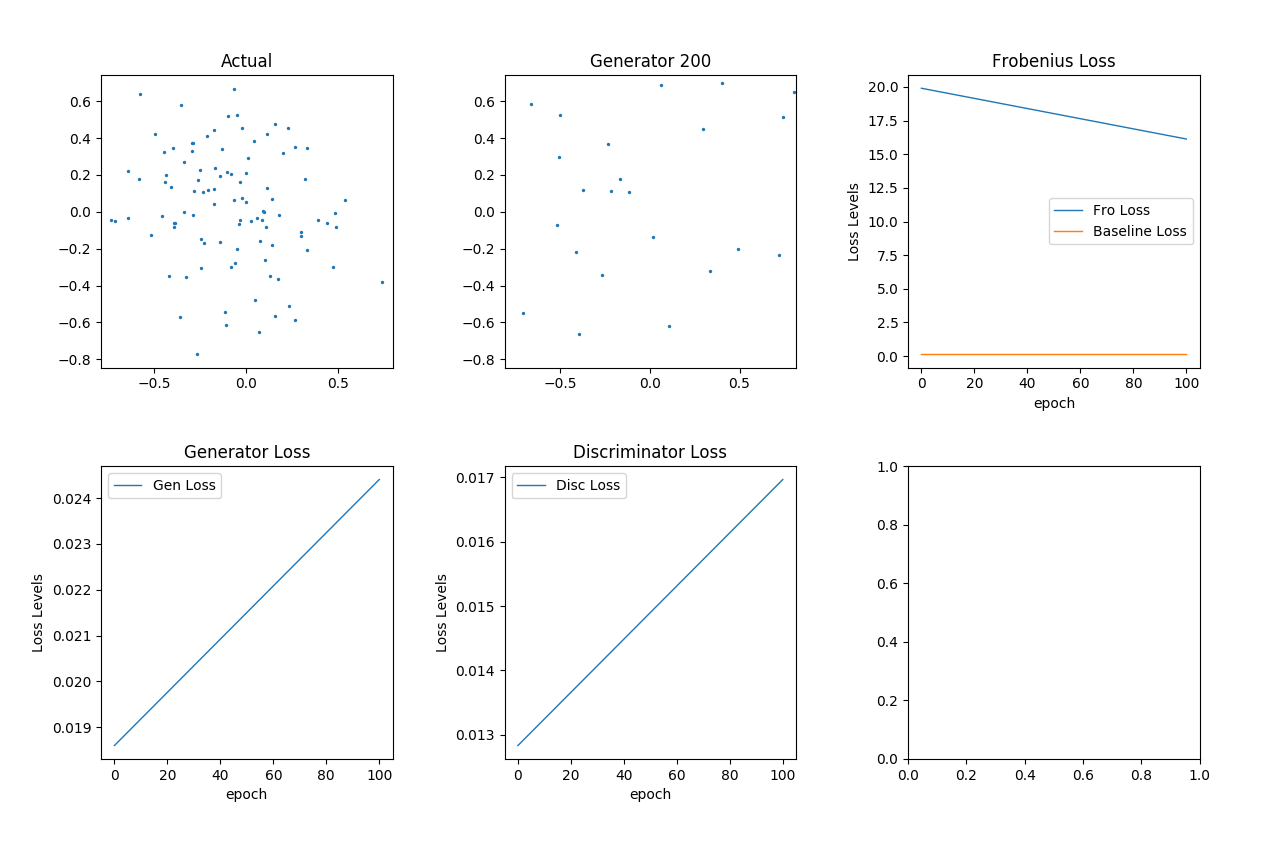 Actual
0.6
0.4
0.2
0.0
−0.2
−0.4
−0.6
−0.8
−0.5 0.0 0.5
Generator 200
0.6
0.4
0.2
0.0
−0.2
−0.4
−0.6
−0.8
−0.5 0.0 0.5
Frobenius Loss
Loss Levels
20.0
17.5
15.0
12.5
10.0
7.5
5.0
2.5
0.0
Fro Loss
Baseline Loss
0 20 40 60 80 100
epoch
Generator Loss
Loss Levels
Gen Loss
0.024
0.023
0.022
0.021
0.020
0.019
0 20 40 60 80 100
epoch
Discriminator Loss
Loss Levels
Disc Loss
0.017
0.016
0.015
0.014
0.013
0 20 40 60 80 100
epoch
1.0
0.8
0.6
0.4
0.2
0.0
0.0 0.2 0.4 0.6 0.8 1.0